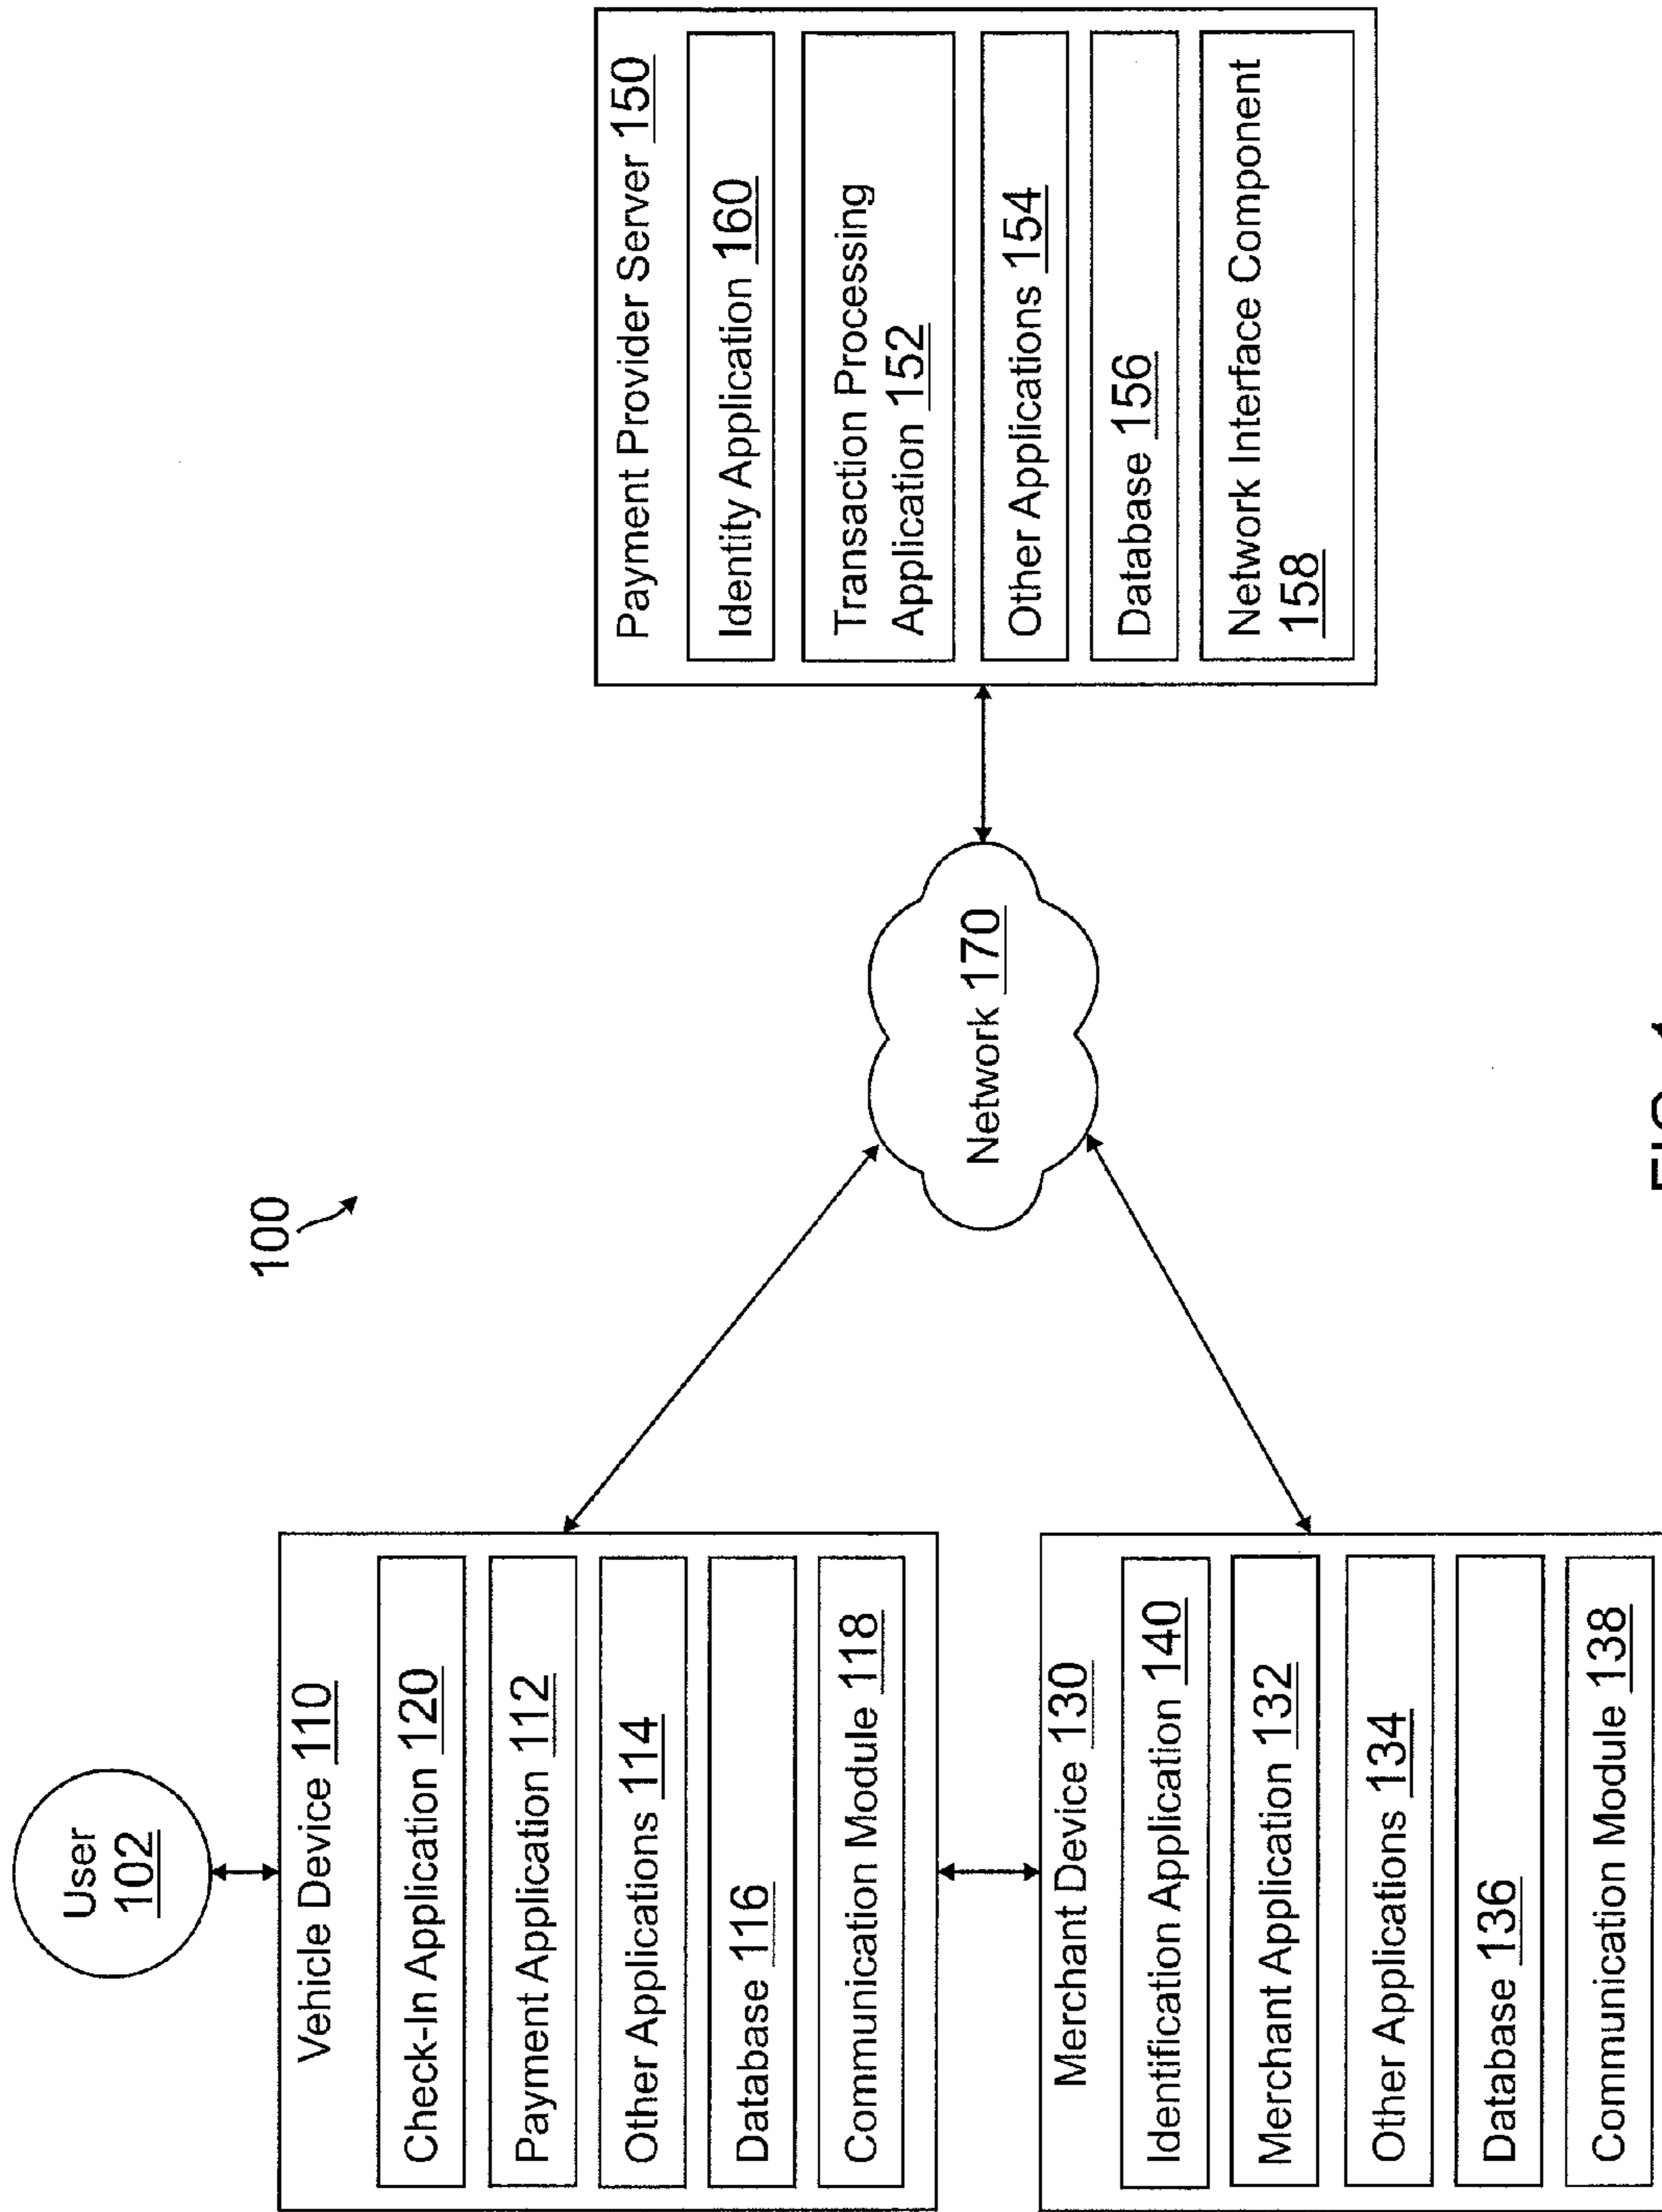 100
User
102
Vehicle Device 110
Check-In Application 120
Payment Application 112
Other Applications 114
Database 116
Communication Module 118
Merchant Device 130
Identification Application 140
Merchant Application 132
Other Applications 134
Database 136
Communication Module 138
Network 170
Payment Provider Server 150
Identity Application 160
Transaction Processing
Application 152
Other Applications 154
Database 156
Network Interface Component
158